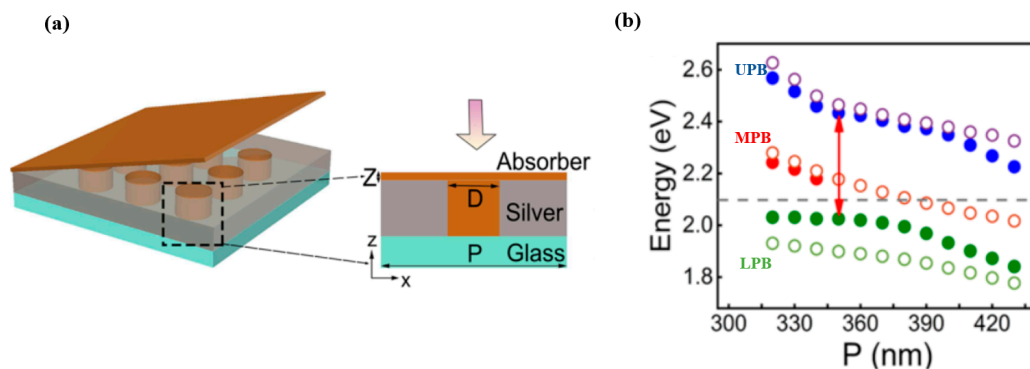 (a)
Absorber
Z
D
Silver
P
Glass
z
x
(b)
Energy (eV)
2.6
2.4
2.2
2.0
1.8
UPB
MPB
LPB
300
330
360
390
420
P (nm)